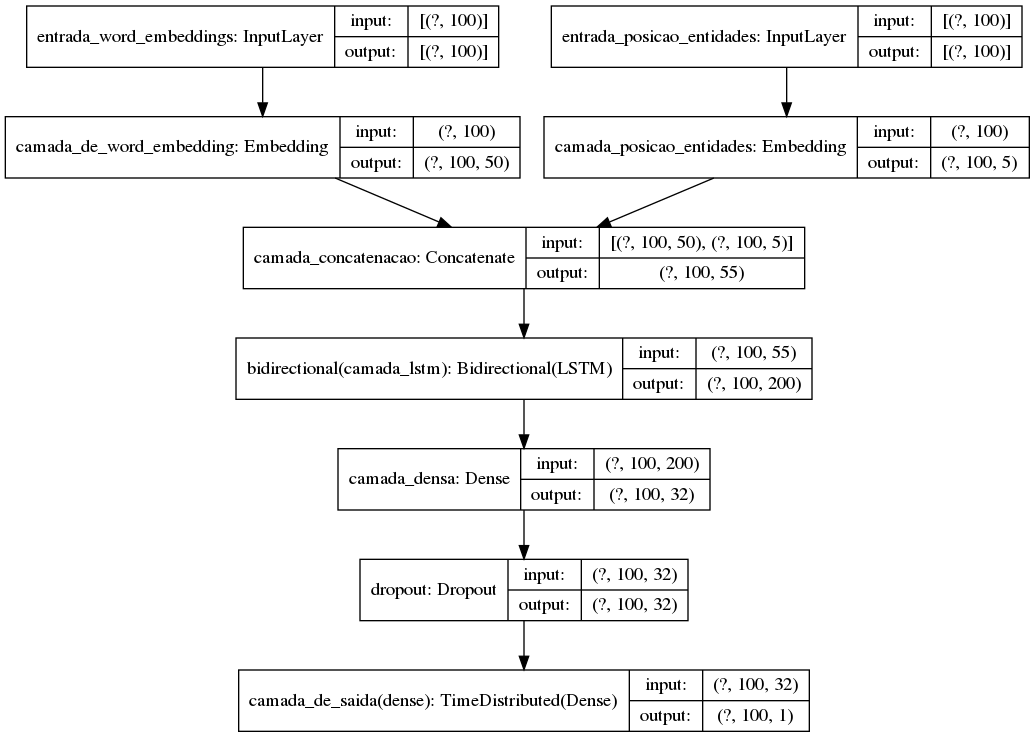 entrada_word_embeddings: InputLayer
input: [(?, 100)]
output: [(?, 100)]
entrada_posicao_entidades: InputLayer
input: [(?, 100)]
output: [(?, 100)]
camada_de_word_embedding: Embedding
input: (?, 100)
output: (?, 100, 50)
camada_posicao_entidades: Embedding
input: (?, 100)
output: (?, 100, 5)
camada_concatenacao: Concatenate
input: [(?, 100, 50), (?, 100, 5)]
output: (?, 100, 55)
bidirectional(camada_lstm): Bidirectional(LSTM)
input: (?, 100, 55)
output: (?, 100, 200)
camada_densa: Dense
input: (?, 100, 200)
output: (?, 100, 32)
dropout: Dropout
input: (?, 100, 32)
output: (?, 100, 32)
camada_de_saida(dense): TimeDistributed(Dense)
input: (?, 100, 32)
output: (?, 100, 1)